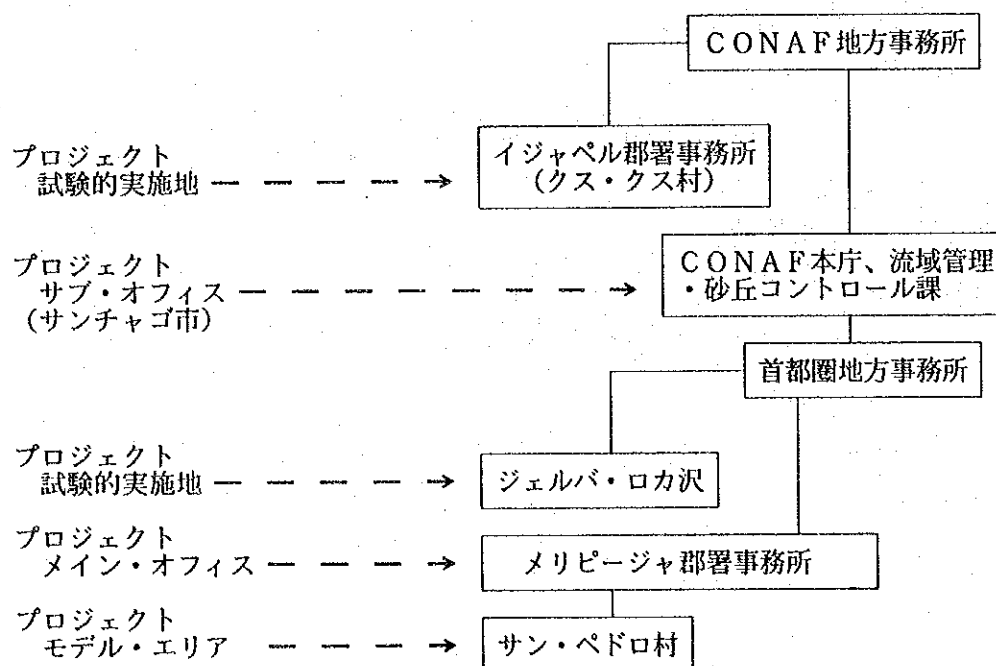 CONAF地方事務所
プロジェクト
試験的実施地
イジャペル郡署事務所
(クス・クス村)
プロジェクト
サブ・オフィス
(サンチャゴ市)
CONAF本庁、流域管理
・砂丘コントロール課
首都圏地方事務所
プロジェクト
試験的実施地
ジェルバ・ロカ沢
プロジェクト
メイン・オフィス
メリピージャ郡署事務所
プロジェクト
モデル・エリア
サン・ペドロ村